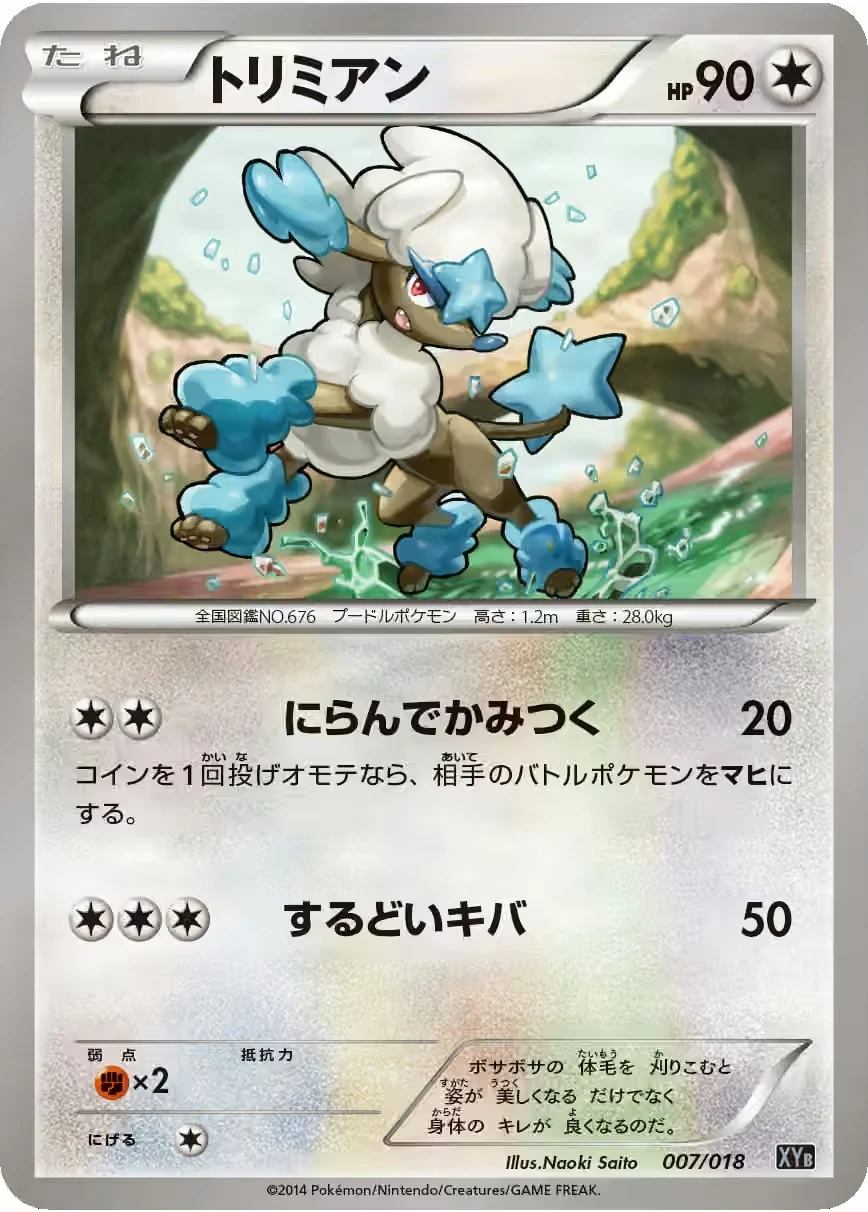 たね トリミアン HP90
全国図鑑NO.676 プードルポケモン 高さ：1.2m 重さ：28.0kg
にらんでかみつく 20
コインを1回投げオモテなら、相手のバトルポケモンをマヒに
する。
するどいキバ 50
弱点 抵抗力
×2
にげる
ボサボサの 体毛を 刈りこむと
姿が 美しくなる だけでなく
身体の キレが 良くなるのだ。
Illus.Naoki Saito 007/018 XY B
©2014 Pokémon/Nintendo/Creatures/GAME FREAK.